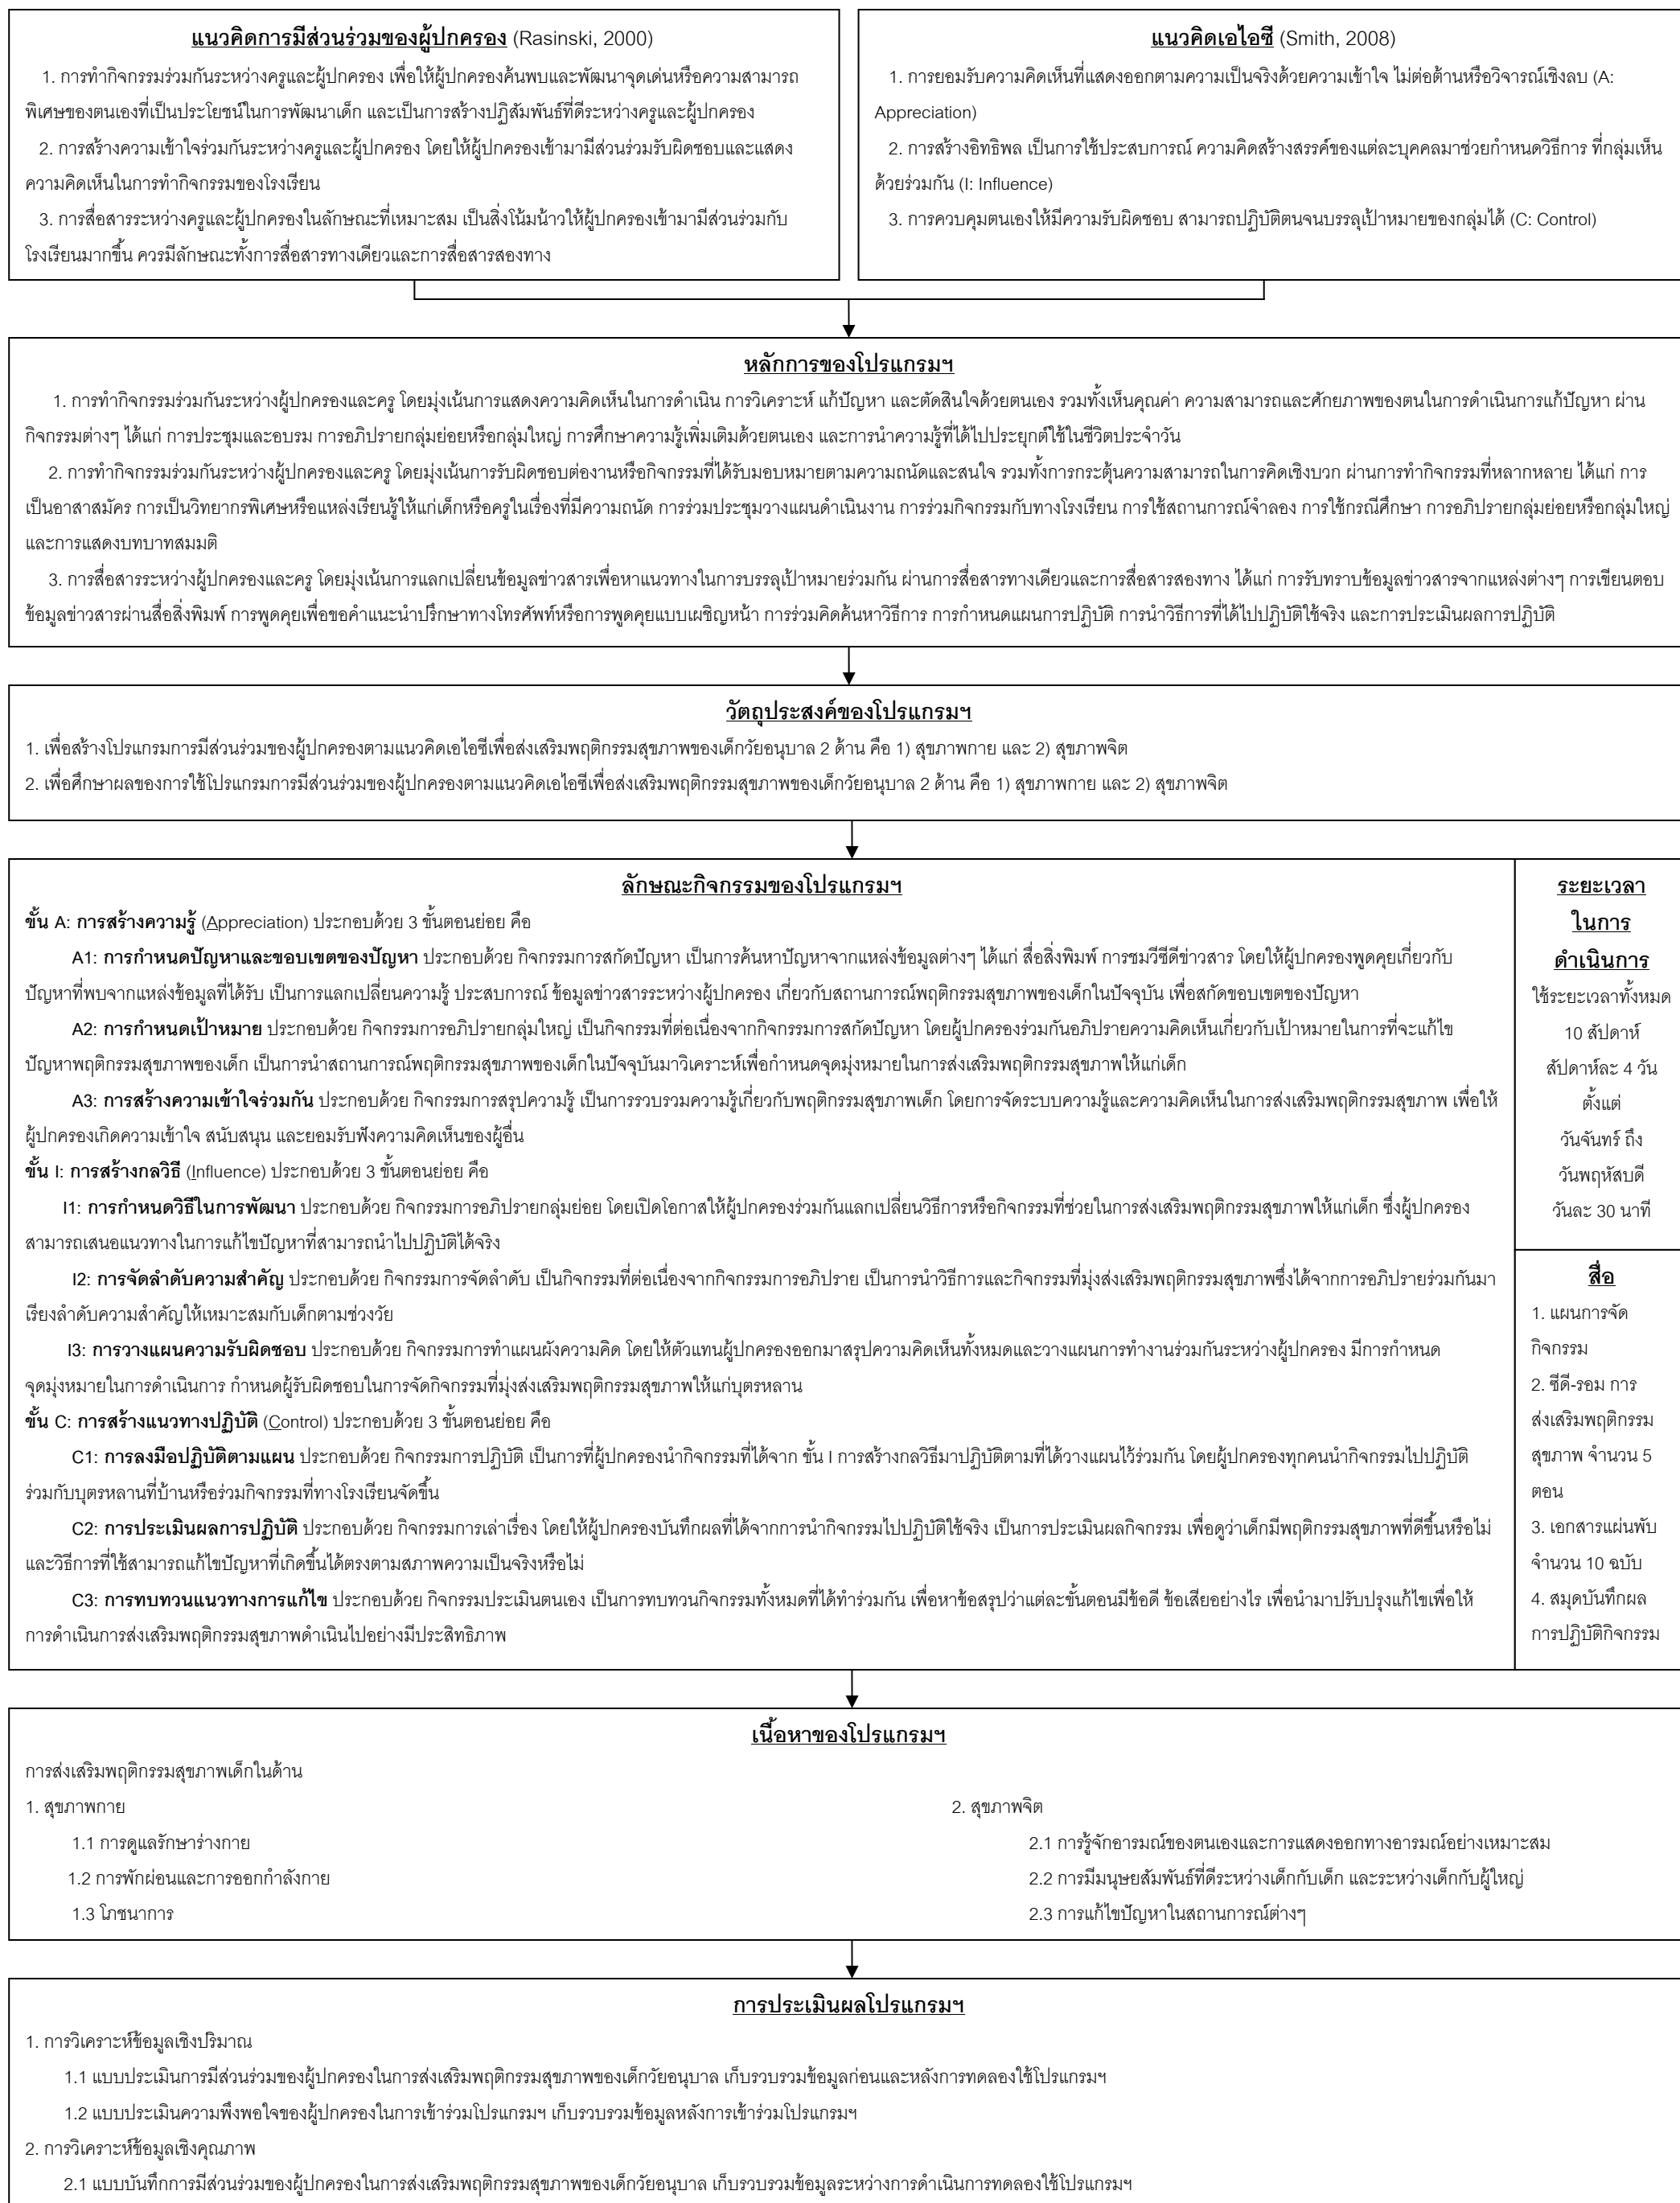 แนวคิดการมีส่วนร่วมของผู้ปกครอง (Rasinski, 2000)
1. การทำกิจกรรมร่วมกันระหว่างครูและผู้ปกครอง เพื่อให้ผู้ปกครองค้นพบและพัฒนาจุดเด่นหรือความสามารถ
พิเศษของตนเองที่เป็นประโยชน์ในการพัฒนาเด็ก และเป็นการสร้างปฏิสัมพันธ์ที่ดีระหว่างครูและผู้ปกครอง
2. การสร้างความเข้าใจร่วมกันระหว่างครูและผู้ปกครอง โดยให้ผู้ปกครองเข้ามามีส่วนร่วมรับผิดชอบและแสดง
ความคิดเห็นในการทำกิจกรรมของโรงเรียน
3. การสื่อสารระหว่างครูและผู้ปกครองในลักษณะที่เหมาะสม เป็นสิ่งโน้มน้าวให้ผู้ปกครองเข้ามามีส่วนร่วมกับ
โรงเรียนมากขึ้น ควรมีลักษณะทั้งการสื่อสารทางเดียวและการสื่อสารสองทาง
แนวคิดเอไอซี (Smith, 2008)
1. การยอมรับความคิดเห็นที่แสดงออกตามความเป็นจริงด้วยความเข้าใจ ไม่ต่อต้านหรือวิจารณ์เชิงลบ (A:
Appreciation)
2. การสร้างอิทธิพล เป็นการใช้ประสบการณ์ ความคิดสร้างสรรค์ของแต่ละบุคคลมาช่วยกำหนดวิธีการ ที่กลุ่มเห็น
ด้วยร่วมกัน (I: Influence)
3. การควบคุมตนเองให้มีความรับผิดชอบ สามารถปฏิบัติตนจนบรรลุเป้าหมายของกลุ่มได้ (C: Control)
หลักการของโปรแกรมฯ
1. การทำกิจกรรมร่วมกันระหว่างผู้ปกครองและครู โดยมุ่งเน้นการแสดงความคิดเห็นในการดำเนิน การวิเคราะห์ แก้ปัญหา และตัดสินใจด้วยตนเอง รวมทั้งเห็นคุณค่า ความสามารถและศักยภาพของตนในการดำเนินการแก้ปัญหา ผ่าน
กิจกรรมต่างๆ ได้แก่ การประชุมและอบรม การอภิปรายกลุ่มย่อยหรือกลุ่มใหญ่ การศึกษาความรู้เพิ่มเติมด้วยตนเอง และการนำความรู้ที่ได้ไปประยุกต์ใช้ในชีวิตประจำวัน
2. การทำกิจกรรมร่วมกันระหว่างผู้ปกครองและครู โดยมุ่งเน้นการรับผิดชอบต่องานหรือกิจกรรมที่ได้รับมอบหมายตามความถนัดและสนใจ รวมทั้งการกระตุ้นความสามารถในการคิดเชิงบวก ผ่านการทำกิจกรรมที่หลากหลาย ได้แก่ การ
เป็นอาสาสมัคร การเป็นวิทยากรพิเศษหรือแหล่งเรียนรู้ให้แก่เด็กหรือครูในเรื่องที่มีความถนัด การร่วมประชุมวางแผนดำเนินงาน การร่วมกิจกรรมกับทางโรงเรียน การใช้สถานการณ์จำลอง การใช้กรณีศึกษา การอภิปรายกลุ่มย่อยหรือกลุ่มใหญ่
และการแสดงบทบาทสมมติ
3. การสื่อสารระหว่างผู้ปกครองและครู โดยมุ่งเน้นการแลกเปลี่ยนข้อมูลข่าวสารเพื่อหาแนวทางในการบรรลุเป้าหมายร่วมกัน ผ่านการสื่อสารทางเดียวและการสื่อสารสองทาง ได้แก่ การรับทราบข้อมูลข่าวสารจากแหล่งต่างๆ การเขียนตอบ
ข้อมูลข่าวสารผ่านสื่อสิ่งพิมพ์ การพูดคุยเพื่อขอคำแนะนำปรึกษาทางโทรศัพท์หรือการพูดคุยแบบเผชิญหน้า การร่วมคิดค้นหาวิธีการ การกำหนดแผนการปฏิบัติ การนำวิธีการที่ได้ไปปฏิบัติใช้จริง และการประเมินผลการปฏิบัติ
วัตถุประสงค์ของโปรแกรมฯ
1. เพื่อสร้างโปรแกรมการมีส่วนร่วมของผู้ปกครองตามแนวคิดเอไอซีเพื่อส่งเสริมพฤติกรรมสุขภาพของเด็กวัยอนุบาล 2 ด้าน คือ 1) สุขภาพกาย และ 2) สุขภาพจิต
2. เพื่อศึกษาผลของการใช้โปรแกรมการมีส่วนร่วมของผู้ปกครองตามแนวคิดเอไอซีเพื่อส่งเสริมพฤติกรรมสุขภาพของเด็กวัยอนุบาล 2 ด้าน คือ 1) สุขภาพกาย และ 2) สุขภาพจิต
ลักษณะกิจกรรมของโปรแกรมฯ
ขั้น A: การสร้างความรู้ (Appreciation) ประกอบด้วย 3 ขั้นตอนย่อย คือ
A1: การกำหนดปัญหาและขอบเขตของปัญหา ประกอบด้วย กิจกรรมการสกัดปัญหา เป็นการค้นหาปัญหาจากแหล่งข้อมูลต่างๆ ได้แก่ สื่อสิ่งพิมพ์ การชมวีซีดีข่าวสาร โดยให้ผู้ปกครองพูดคุยเกี่ยวกับ
ปัญหาที่พบจากแหล่งข้อมูลที่ได้รับ เป็นการแลกเปลี่ยนความรู้ ประสบการณ์ ข้อมูลข่าวสารระหว่างผู้ปกครอง เกี่ยวกับสถานการณ์พฤติกรรมสุขภาพของเด็กในปัจจุบัน เพื่อสกัดขอบเขตของปัญหา
A2: การกำหนดเป้าหมาย ประกอบด้วย กิจกรรมการอภิปรายกลุ่มใหญ่ เป็นกิจกรรมที่ต่อเนื่องจากกิจกรรมการสกัดปัญหา โดยผู้ปกครองร่วมกันอภิปรายความคิดเห็นเกี่ยวกับเป้าหมายในการที่จะแก้ไข
ปัญหาพฤติกรรมสุขภาพของเด็ก เป็นการนำสถานการณ์พฤติกรรมสุขภาพของเด็กในปัจจุบันมาวิเคราะห์เพื่อกำหนดจุดมุ่งหมายในการส่งเสริมพฤติกรรมสุขภาพให้แก่เด็ก
A3: การสร้างความเข้าใจร่วมกัน ประกอบด้วย กิจกรรมการสรุปความรู้ เป็นการรวบรวมความรู้เกี่ยวกับพฤติกรรมสุขภาพเด็ก โดยการจัดระบบความรู้และความคิดเห็นในการส่งเสริมพฤติกรรมสุขภาพ เพื่อให้
ผู้ปกครองเกิดความเข้าใจ สนับสนุน และยอมรับฟังความคิดเห็นของผู้อื่น
ขั้น I: การสร้างกลวิธี (Influence) ประกอบด้วย 3 ขั้นตอนย่อย คือ
I1: การกำหนดวิธีในการพัฒนา ประกอบด้วย กิจกรรมการอภิปรายกลุ่มย่อย โดยเปิดโอกาสให้ผู้ปกครองร่วมกันแลกเปลี่ยนวิธีการหรือกิจกรรมที่ช่วยในการส่งเสริมพฤติกรรมสุขภาพให้แก่เด็ก ซึ่งผู้ปกครอง
สามารถเสนอแนวทางในการแก้ไขปัญหาที่สามารถนำไปปฏิบัติได้จริง
I2: การจัดลำดับความสำคัญ ประกอบด้วย กิจกรรมการจัดลำดับ เป็นกิจกรรมที่ต่อเนื่องจากกิจกรรมการอภิปราย เป็นการนำวิธีการและกิจกรรมที่มุ่งส่งเสริมพฤติกรรมสุขภาพซึ่งได้จากการอภิปรายร่วมกันมา
เรียงลำดับความสำคัญให้เหมาะสมกับเด็กตามช่วงวัย
I3: การวางแผนความรับผิดชอบ ประกอบด้วย กิจกรรมการทำแผนผังความคิด โดยให้ตัวแทนผู้ปกครองออกมาสรุปความคิดเห็นทั้งหมดและวางแผนการทำงานร่วมกันระหว่างผู้ปกครอง มีการกำหนด
จุดมุ่งหมายในการดำเนินการ กำหนดผู้รับผิดชอบในการจัดกิจกรรมที่มุ่งส่งเสริมพฤติกรรมสุขภาพให้แก่บุตรหลาน
ขั้น C: การสร้างแนวทางปฏิบัติ (Control) ประกอบด้วย 3 ขั้นตอนย่อย คือ
C1: การลงมือปฏิบัติตามแผน ประกอบด้วย กิจกรรมการปฏิบัติ เป็นการที่ผู้ปกครองนำกิจกรรมที่ได้จาก ขั้น I การสร้างกลวิธีมาปฏิบัติตามที่ได้วางแผนไว้ร่วมกัน โดยผู้ปกครองทุกคนนำกิจกรรมไปปฏิบัติ
ร่วมกับบุตรหลานที่บ้านหรือร่วมกิจกรรมที่ทางโรงเรียนจัดขึ้น
C2: การประเมินผลการปฏิบัติ ประกอบด้วย กิจกรรมการเล่าเรื่อง โดยให้ผู้ปกครองบันทึกผลที่ได้จากการนำกิจกรรมไปปฏิบัติใช้จริง เป็นการประเมินผลกิจกรรม เพื่อดูว่าเด็กมีพฤติกรรมสุขภาพที่ดีขึ้นหรือไม่
และวิธีการที่ใช้สามารถแก้ไขปัญหาที่เกิดขึ้นได้ตรงตามสภาพความเป็นจริงหรือไม่
C3: การทบทวนแนวทางการแก้ไข ประกอบด้วย กิจกรรมประเมินตนเอง เป็นการทบทวนกิจกรรมทั้งหมดที่ได้ทำร่วมกัน เพื่อหาข้อสรุปว่าแต่ละขั้นตอนมีข้อดี ข้อเสียอย่างไร เพื่อนำมาปรับปรุงแก้ไขเพื่อให้
การดำเนินการส่งเสริมพฤติกรรมสุขภาพดำเนินไปอย่างมีประสิทธิภาพ
ระยะเวลา
ในการ
ดำเนินการ
ใช้ระยะเวลาทั้งหมด
10 สัปดาห์
สัปดาห์ละ 4 วัน
ตั้งแต่
วันจันทร์ ถึง
วันพฤหัสบดี
วันละ 30 นาที
สื่อ
1. แผนการจัด
กิจกรรม
2. ซีดี-รอม การ
ส่งเสริมพฤติกรรม
สุขภาพ จำนวน 5
ตอน
3. เอกสารแผ่นพับ
จำนวน 10 ฉบับ
4. สมุดบันทึกผล
การปฏิบัติกิจกรรม
เนื้อหาของโปรแกรมฯ
การส่งเสริมพฤติกรรมสุขภาพเด็กในด้าน
1. สุขภาพกาย
1.1 การดูแลรักษาร่างกาย
1.2 การพักผ่อนและการออกกำลังกาย
1.3 โภชนาการ
2. สุขภาพจิต
2.1 การรู้จักอารมณ์ของตนเองและการแสดงออกทางอารมณ์อย่างเหมาะสม
2.2 การมีมนุษยสัมพันธ์ที่ดีระหว่างเด็กกับเด็ก และระหว่างเด็กกับผู้ใหญ่
2.3 การแก้ไขปัญหาในสถานการณ์ต่างๆ
การประเมินผลโปรแกรมฯ
1. การวิเคราะห์ข้อมูลเชิงปริมาณ
1.1 แบบประเมินการมีส่วนร่วมของผู้ปกครองในการส่งเสริมพฤติกรรมสุขภาพของเด็กวัยอนุบาล เก็บรวบรวมข้อมูลก่อนและหลังการทดลองใช้โปรแกรมฯ
1.2 แบบประเมินความพึงพอใจของผู้ปกครองในการเข้าร่วมโปรแกรมฯ เก็บรวบรวมข้อมูลหลังการเข้าร่วมโปรแกรมฯ
2. การวิเคราะห์ข้อมูลเชิงคุณภาพ
2.1 แบบบันทึกการมีส่วนร่วมของผู้ปกครองในการส่งเสริมพฤติกรรมสุขภาพของเด็กวัยอนุบาล เก็บรวบรวมข้อมูลระหว่างการดำเนินการทดลองใช้โปรแกรมฯ